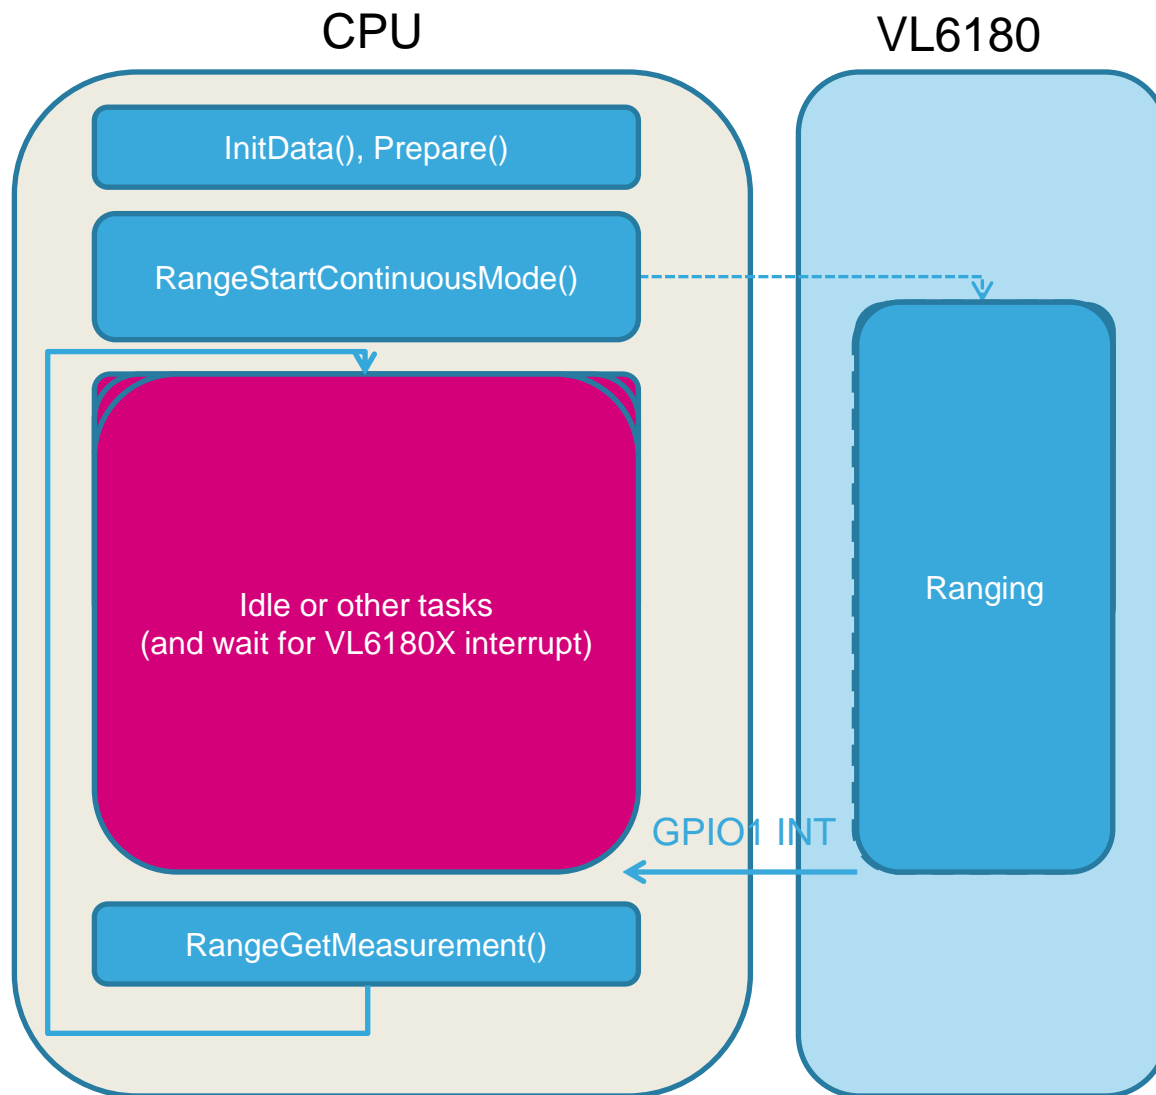 CPU
VL6180
InitData(), Prepare()
RangeStartContinuousMode()
Idle or other tasks
(and wait for VL6180X interrupt)
Ranging
GPIO1 INT
RangeGetMeasurement()